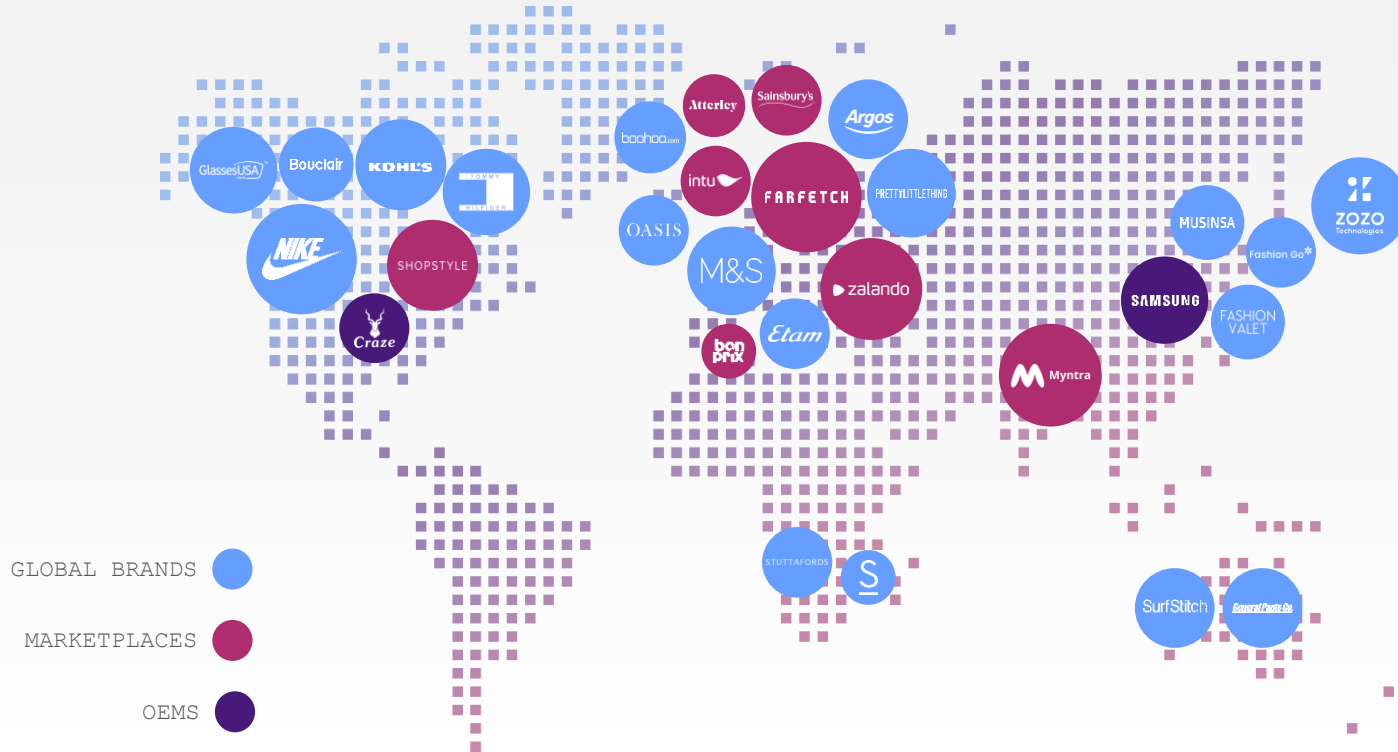 Atterley
Sainsbury's
Argos
boohoo.com
GlassesUSA
.com
Bouclair
KOHL'S
TOMMY
HILFIGER
intu
FARFETCH
PRETTYLITTLETHING
OASIS
NIKE
SHOPSTYLE
M&S
zalando
Craze
Etam
bon
prix
ZOZO
Technologies
MUSINSA
Fashion Go
SAMSUNG
FASHION
VALET
Myntra
STUTTAFORDS
S
SurfStitch
General Pants Co.
GLOBAL BRANDS
MARKETPLACES
OEMS